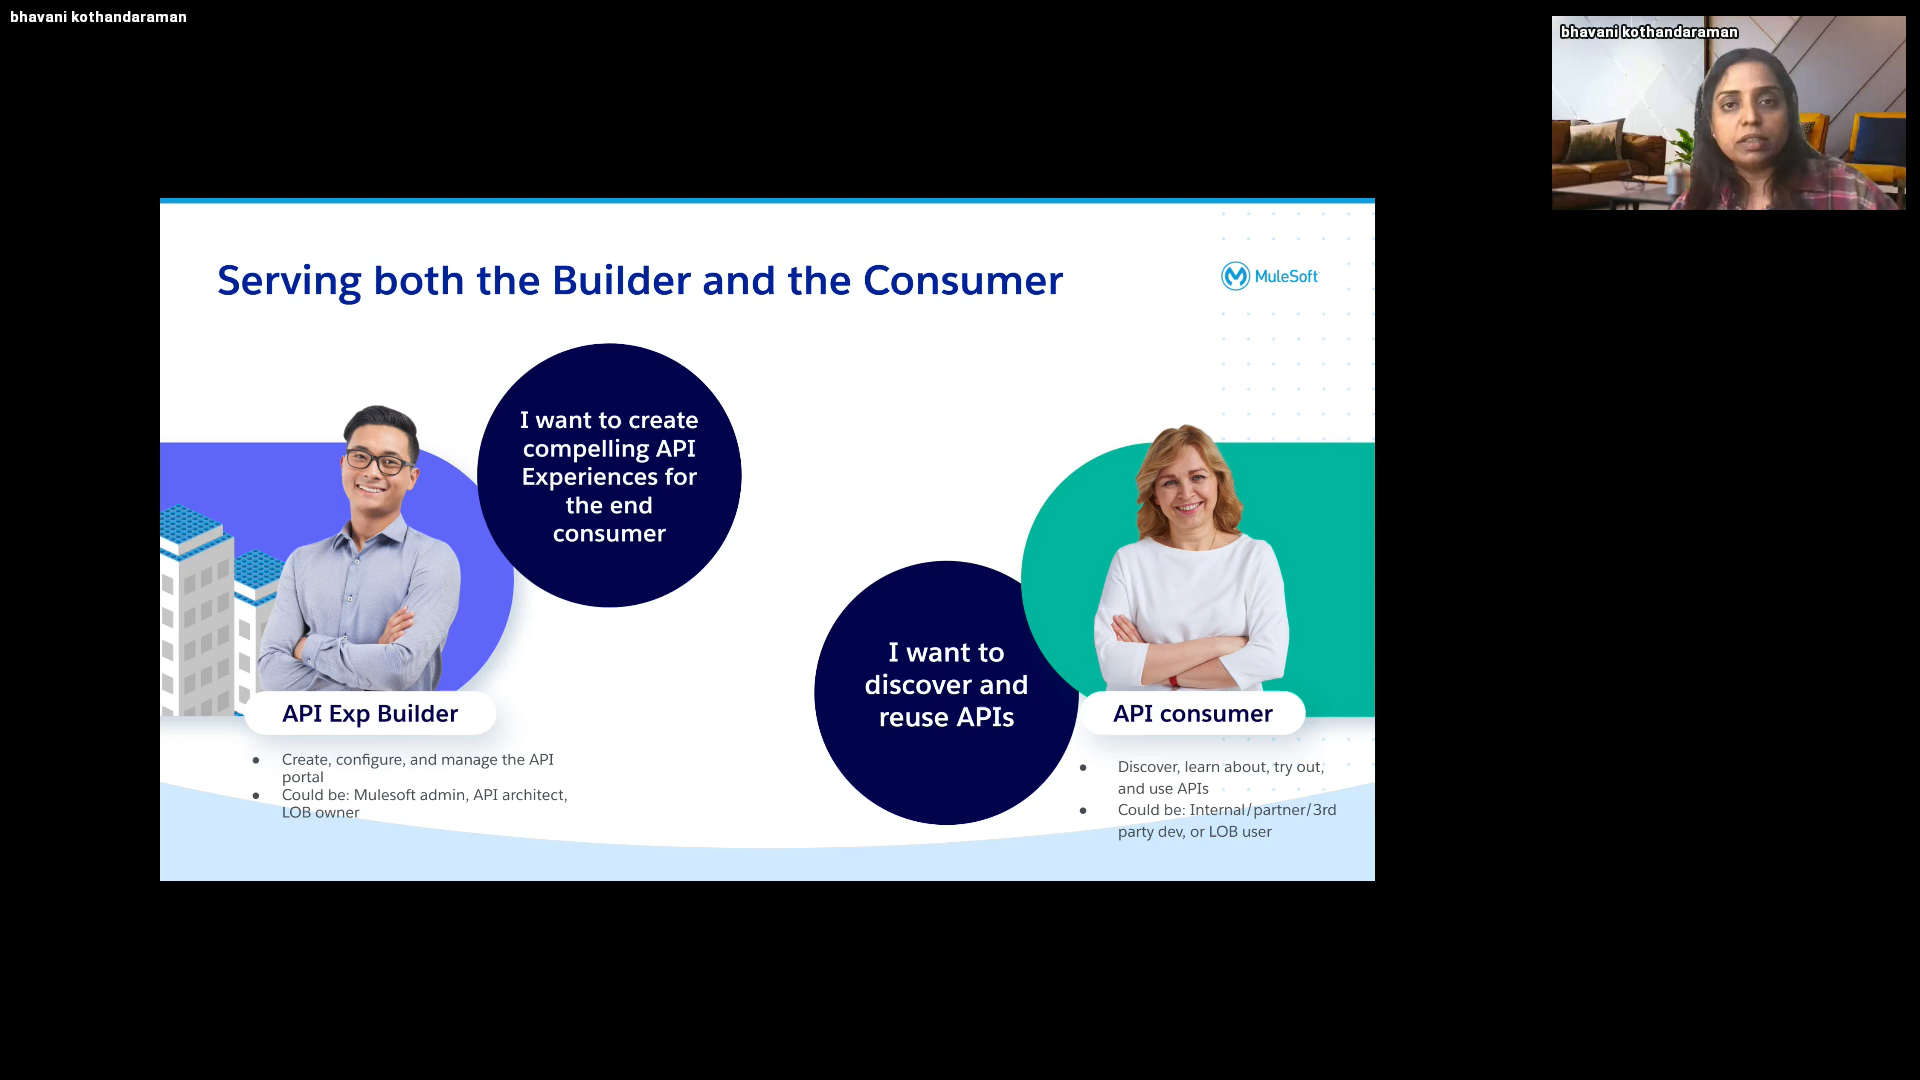 bhavani kothandaraman
bhavani kothandaraman
Serving both the Builder and the Consumer
MuleSoft
I want to create
compelling API
Experiences for
the end
consumer
I want to
discover and
reuse APIs
API Exp Builder
● Create, configure, and manage the API
portal
● Could be: Mulesoft admin, API architect,
LOB owner
API consumer
● Discover, learn about, try out,
and use APIs
● Could be: Internal/partner/3rd
party dev, or LOB user